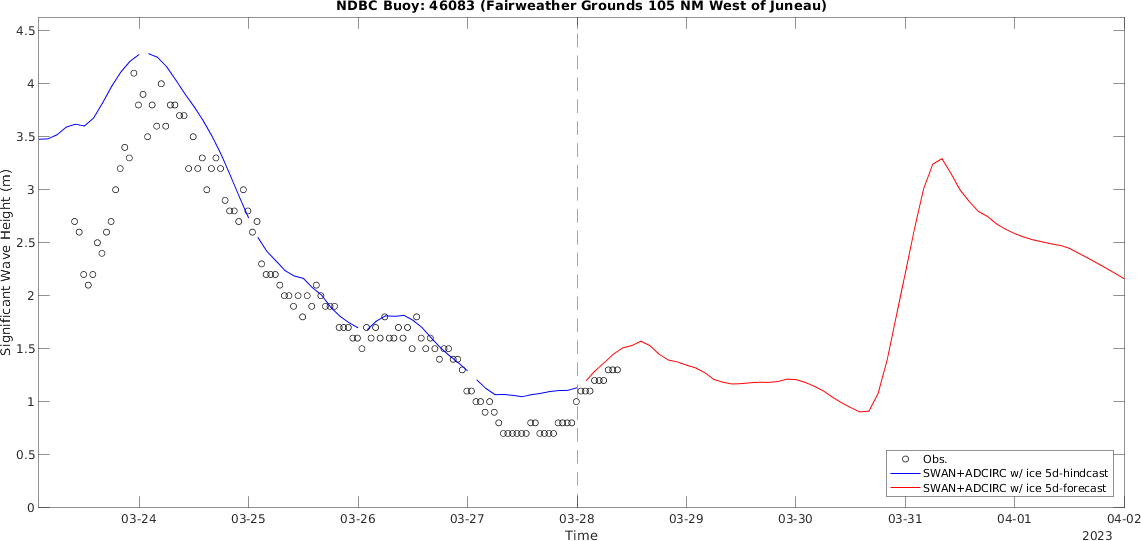 NDBC Buoy: 46083 (Fairweather Grounds 105 NM West of Juneau)
4.5
4
3.5
3
2.5
2
1.5
1
0.5
0
Significant Wave Height (m)
Obs.
SWAN+ADCIRC w/ ice 5d-hindcast
SWAN+ADCIRC w/ ice 5d-forecast
03-24 03-25 03-26 03-27 03-28 03-29 03-30 03-31 04-01 04-02
Time
2023